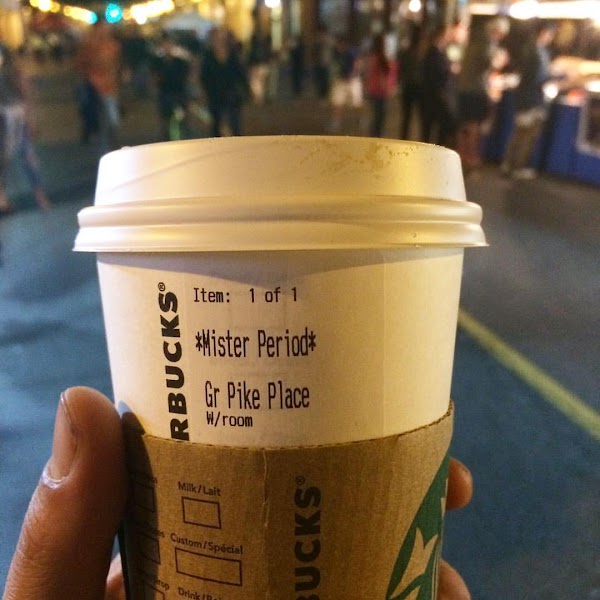 RBUCKS®
Item: 1 of 1
*Mister Period*
Gr Pike Place
W/room
Milk/Lait
Custom/Spécial
BUCKS®